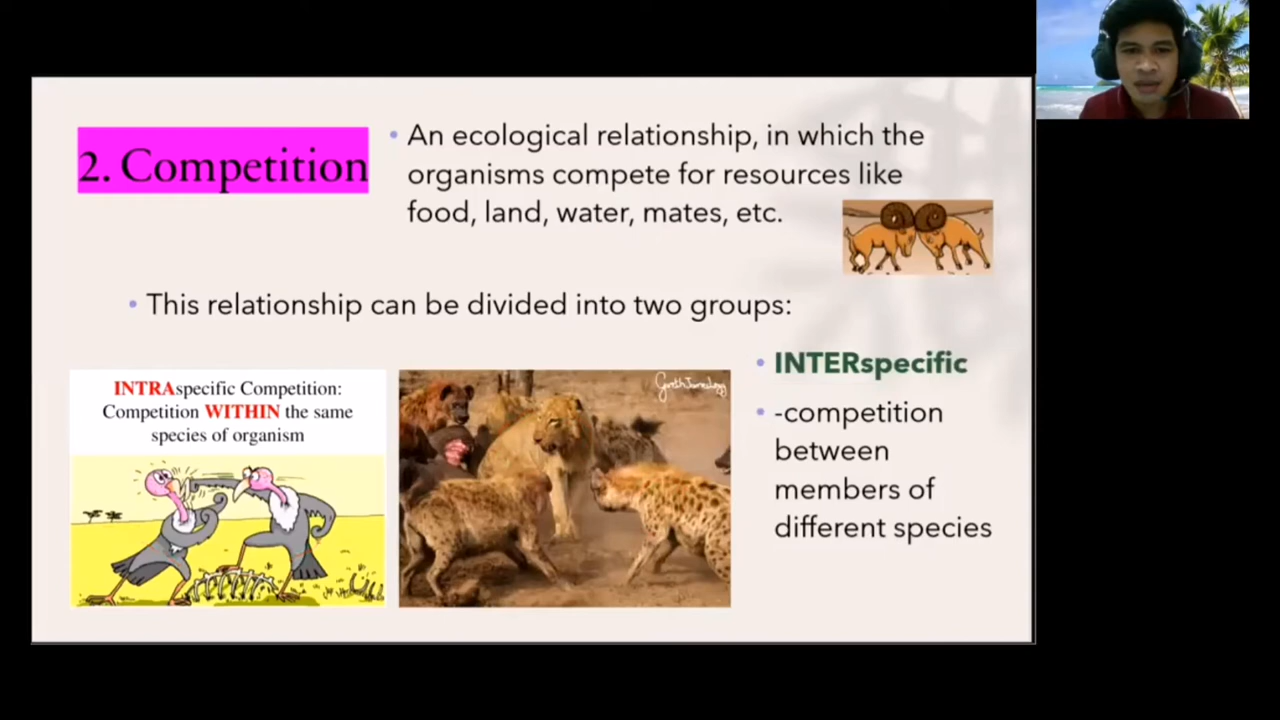 2. Competition
• An ecological relationship, in which the
organisms compete for resources like
food, land, water, mates, etc.
• This relationship can be divided into two groups:
INTRAspecific Competition:
Competition WITHIN the same
species of organism
• INTERspecific
• -competition
between
members of
different species